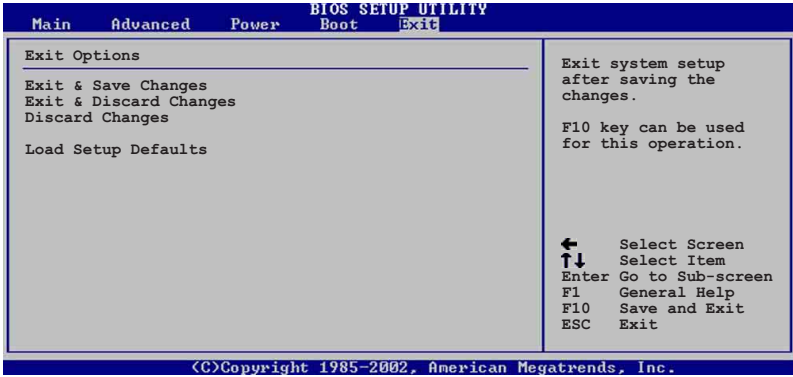 BIOS SETUP UTILITY
Main Advanced Power Boot Exit
Exit Options
Exit & Save Changes
Exit & Discard Changes
Discard Changes
Load Setup Defaults
Exit system setup
after saving the
changes.
F10 key can be used
for this operation.
← Select Screen
↑↓ Select Item
Enter Go to Sub-screen
F1 General Help
F10 Save and Exit
ESC Exit
(C)Copyright 1985-2002, American Megatrends, Inc.